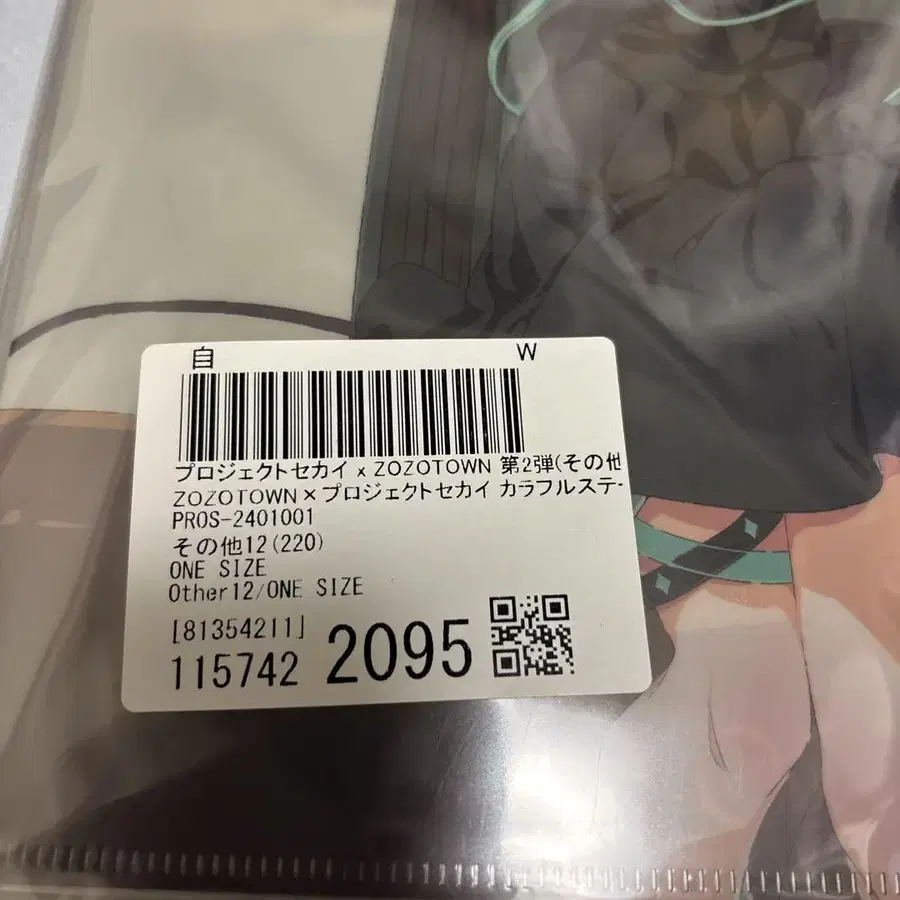 自 W
プロジェクトセカイ x ZOZOTOWN 第2弾(その他
ZOZOTOWN×プロジェクトセカイ カラフルステー
PROS-2401001
その他12(220)
ONE SIZE
Other12/ONE SIZE
[81354211]
115742 2095